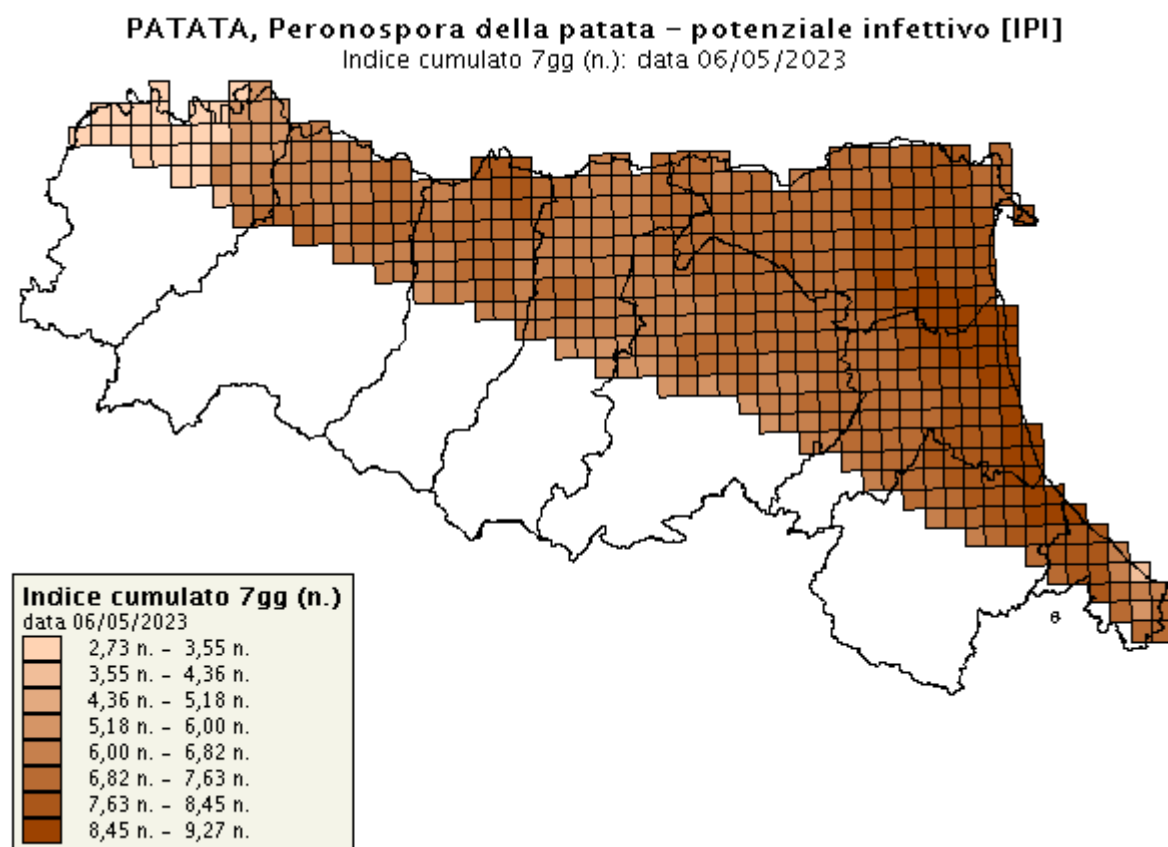 PATATA, Peronospora della patata – potenziale infettivo [IPI]
Indice cumulato 7gg (n.): data 06/05/2023
Indice cumulato 7gg (n.)
data 06/05/2023
2,73 n. – 3,55 n.
3,55 n. – 4,36 n.
4,36 n. – 5,18 n.
5,18 n. – 6,00 n.
6,00 n. – 6,82 n.
6,82 n. – 7,63 n.
7,63 n. – 8,45 n.
8,45 n. – 9,27 n.